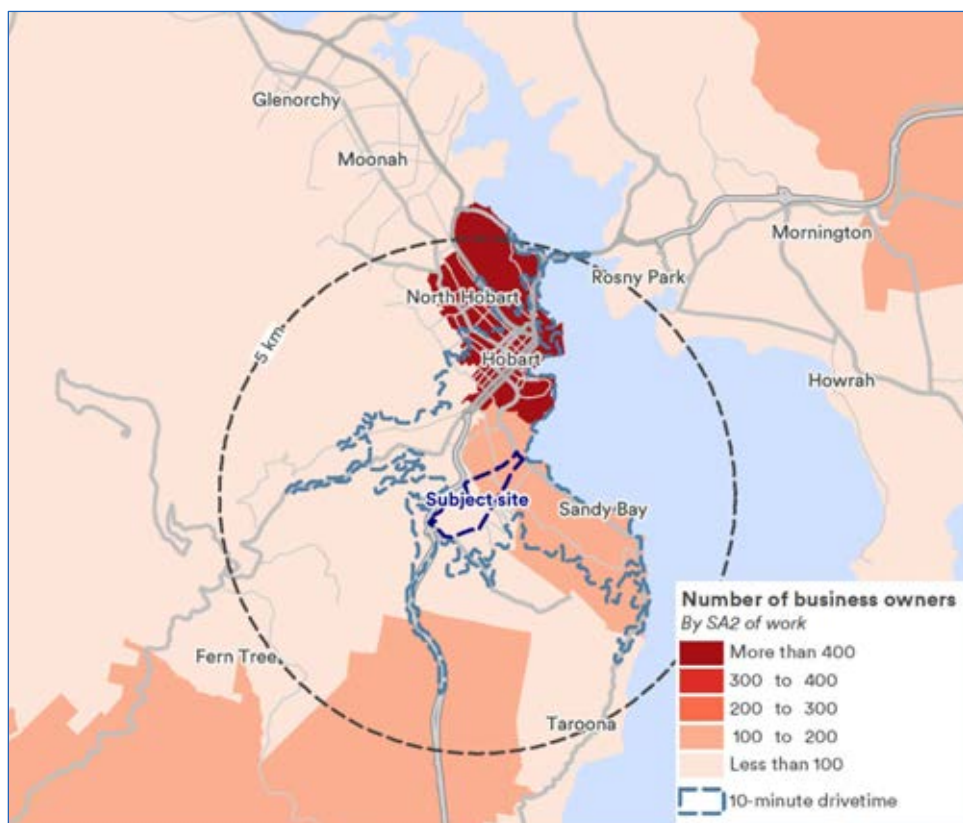 Glenorchy
Moonah
Mornington
Rosny Park
North Hobart
5 km
Hobart
Howrah
Subject site
Sandy Bay
Fern Tree
Taroona
Number of business owners
By SA2 of work
More than 400
300 to 400
200 to 300
100 to 200
Less than 100
10-minute drivetime